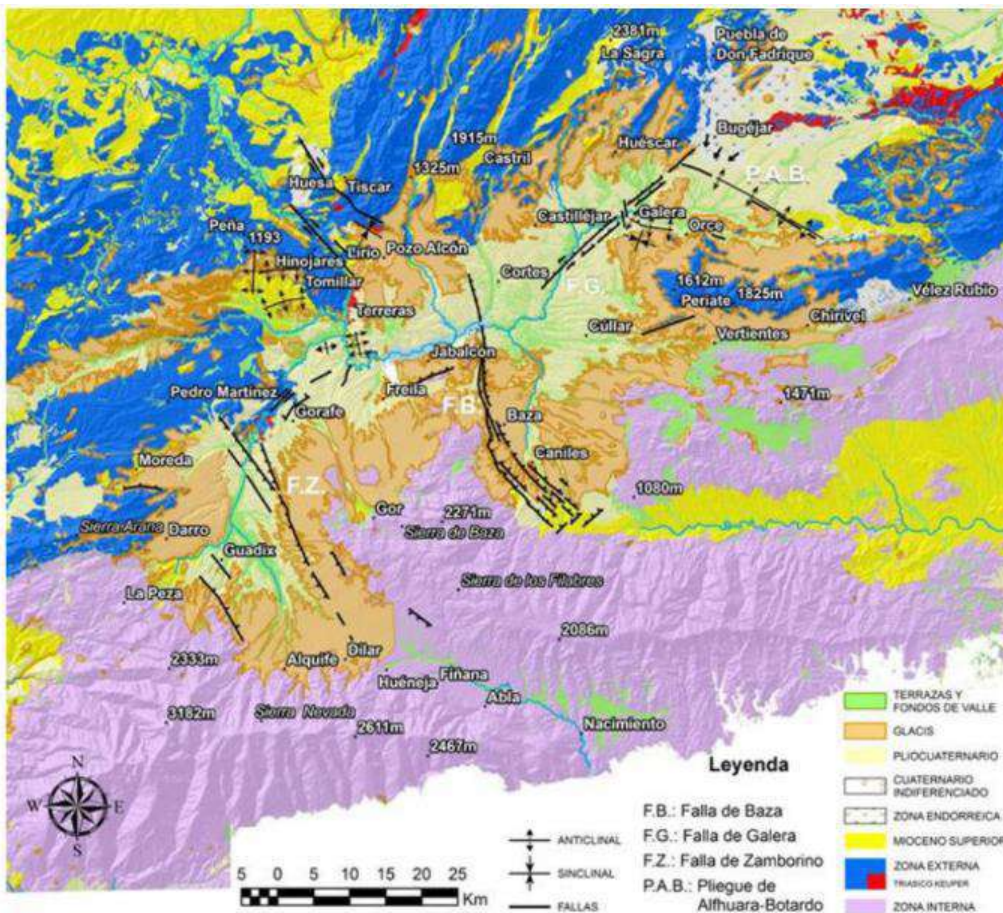 2381m
La Sagra
Puebla de
Don Fadrique
1915m
Bugéjar
Huéscar
1325m
Castril
P.A.B.
Huesa
Tiscar
Castilléjar
Galera
Orce
Peña
1193
Lirio
Pozo Alcón
Hinojares
Tomillar
Cortes
F.G.
1612m
1825m
Periate
Vélez Rubio
Terreras
Cúllar
Vertientes
Chirivel
Jabalcón
Pedro Martínez
Freila
F.B.
1471m
Gorafe
Baza
Moreda
Caniles
F.Z.
1080m
Sierra Arana
Darro
Gor
2271m
Sierra de Baza
Guadix
La Peza
Sierra de los Filabres
2086m
2333m
Alquife
Dílar
Huéneja
Fiñana
Abla
3182m
Sierra Nevada
2611m
2467m
Nacimiento
N
W
E
S
5 0 5 10 15 20 25
Km
Leyenda
ANTICLINAL
SINCLINAL
FALLAS
F.B.: Falla de Baza
F.G.: Falla de Galera
F.Z.: Falla de Zamborino
P.A.B.: Pliegue de
Alfhuara-Botardo
TERRAZAS Y
FONDOS DE VALLE
GLACIS
PLIOCUATERNARIO
CUATERNARIO
INDIFERENCIADO
ZONA ENDORREICA
MIOCENO SUPERIOR
ZONA EXTERNA
TRIASICO KEUPER
ZONA INTERNA